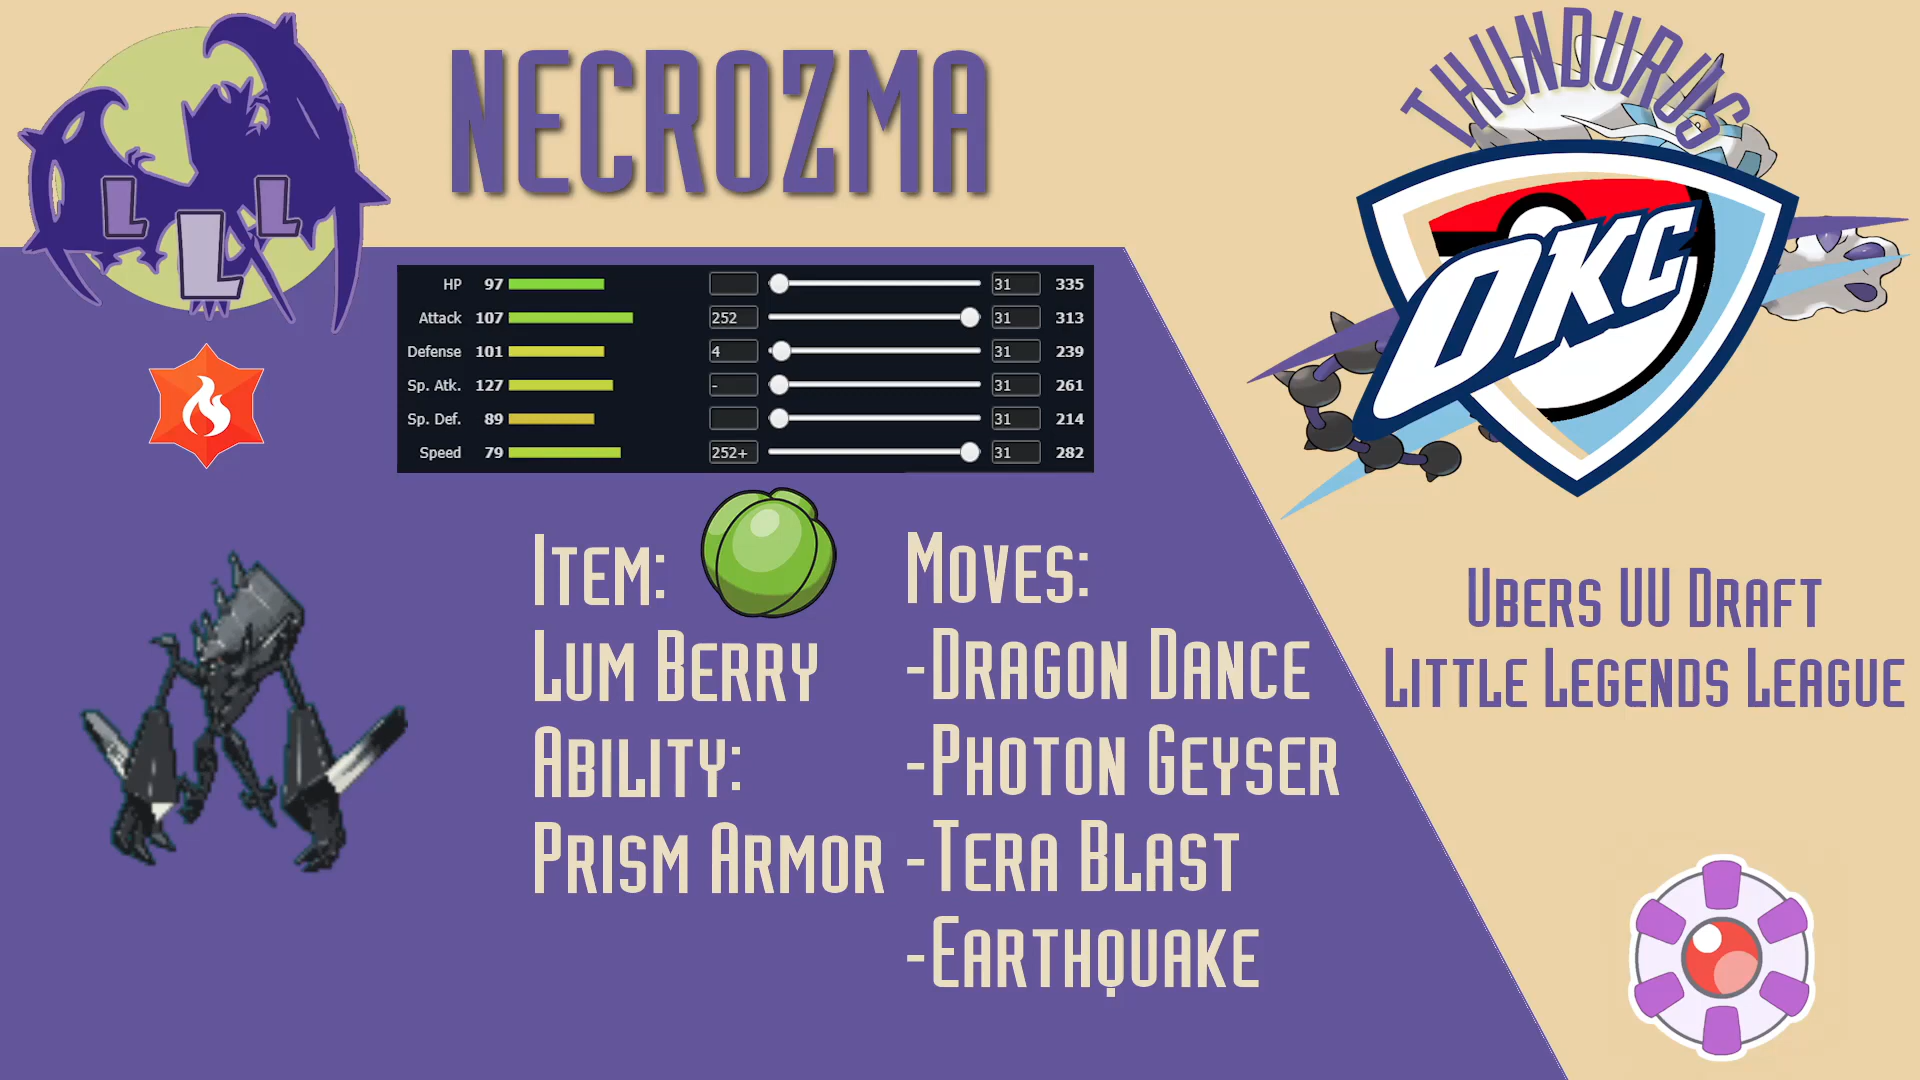 NECROZMA
THUNDURUS
LLL
OKC
HP 97 31 335
Attack 107 252 31 313
Defense 101 4 31 239
Sp. Atk. 127 - 31 261
Sp. Def. 89 31 214
Speed 79 252+ 31 282
ITEM:
LUM BERRY
ABILITY:
PRISM ARMOR
MOVES:
-DRAGON DANCE
-PHOTON GEYSER
-TERA BLAST
-EARTHQUAKE
UBERS UU DRAFT
LITTLE LEGENDS LEAGUE